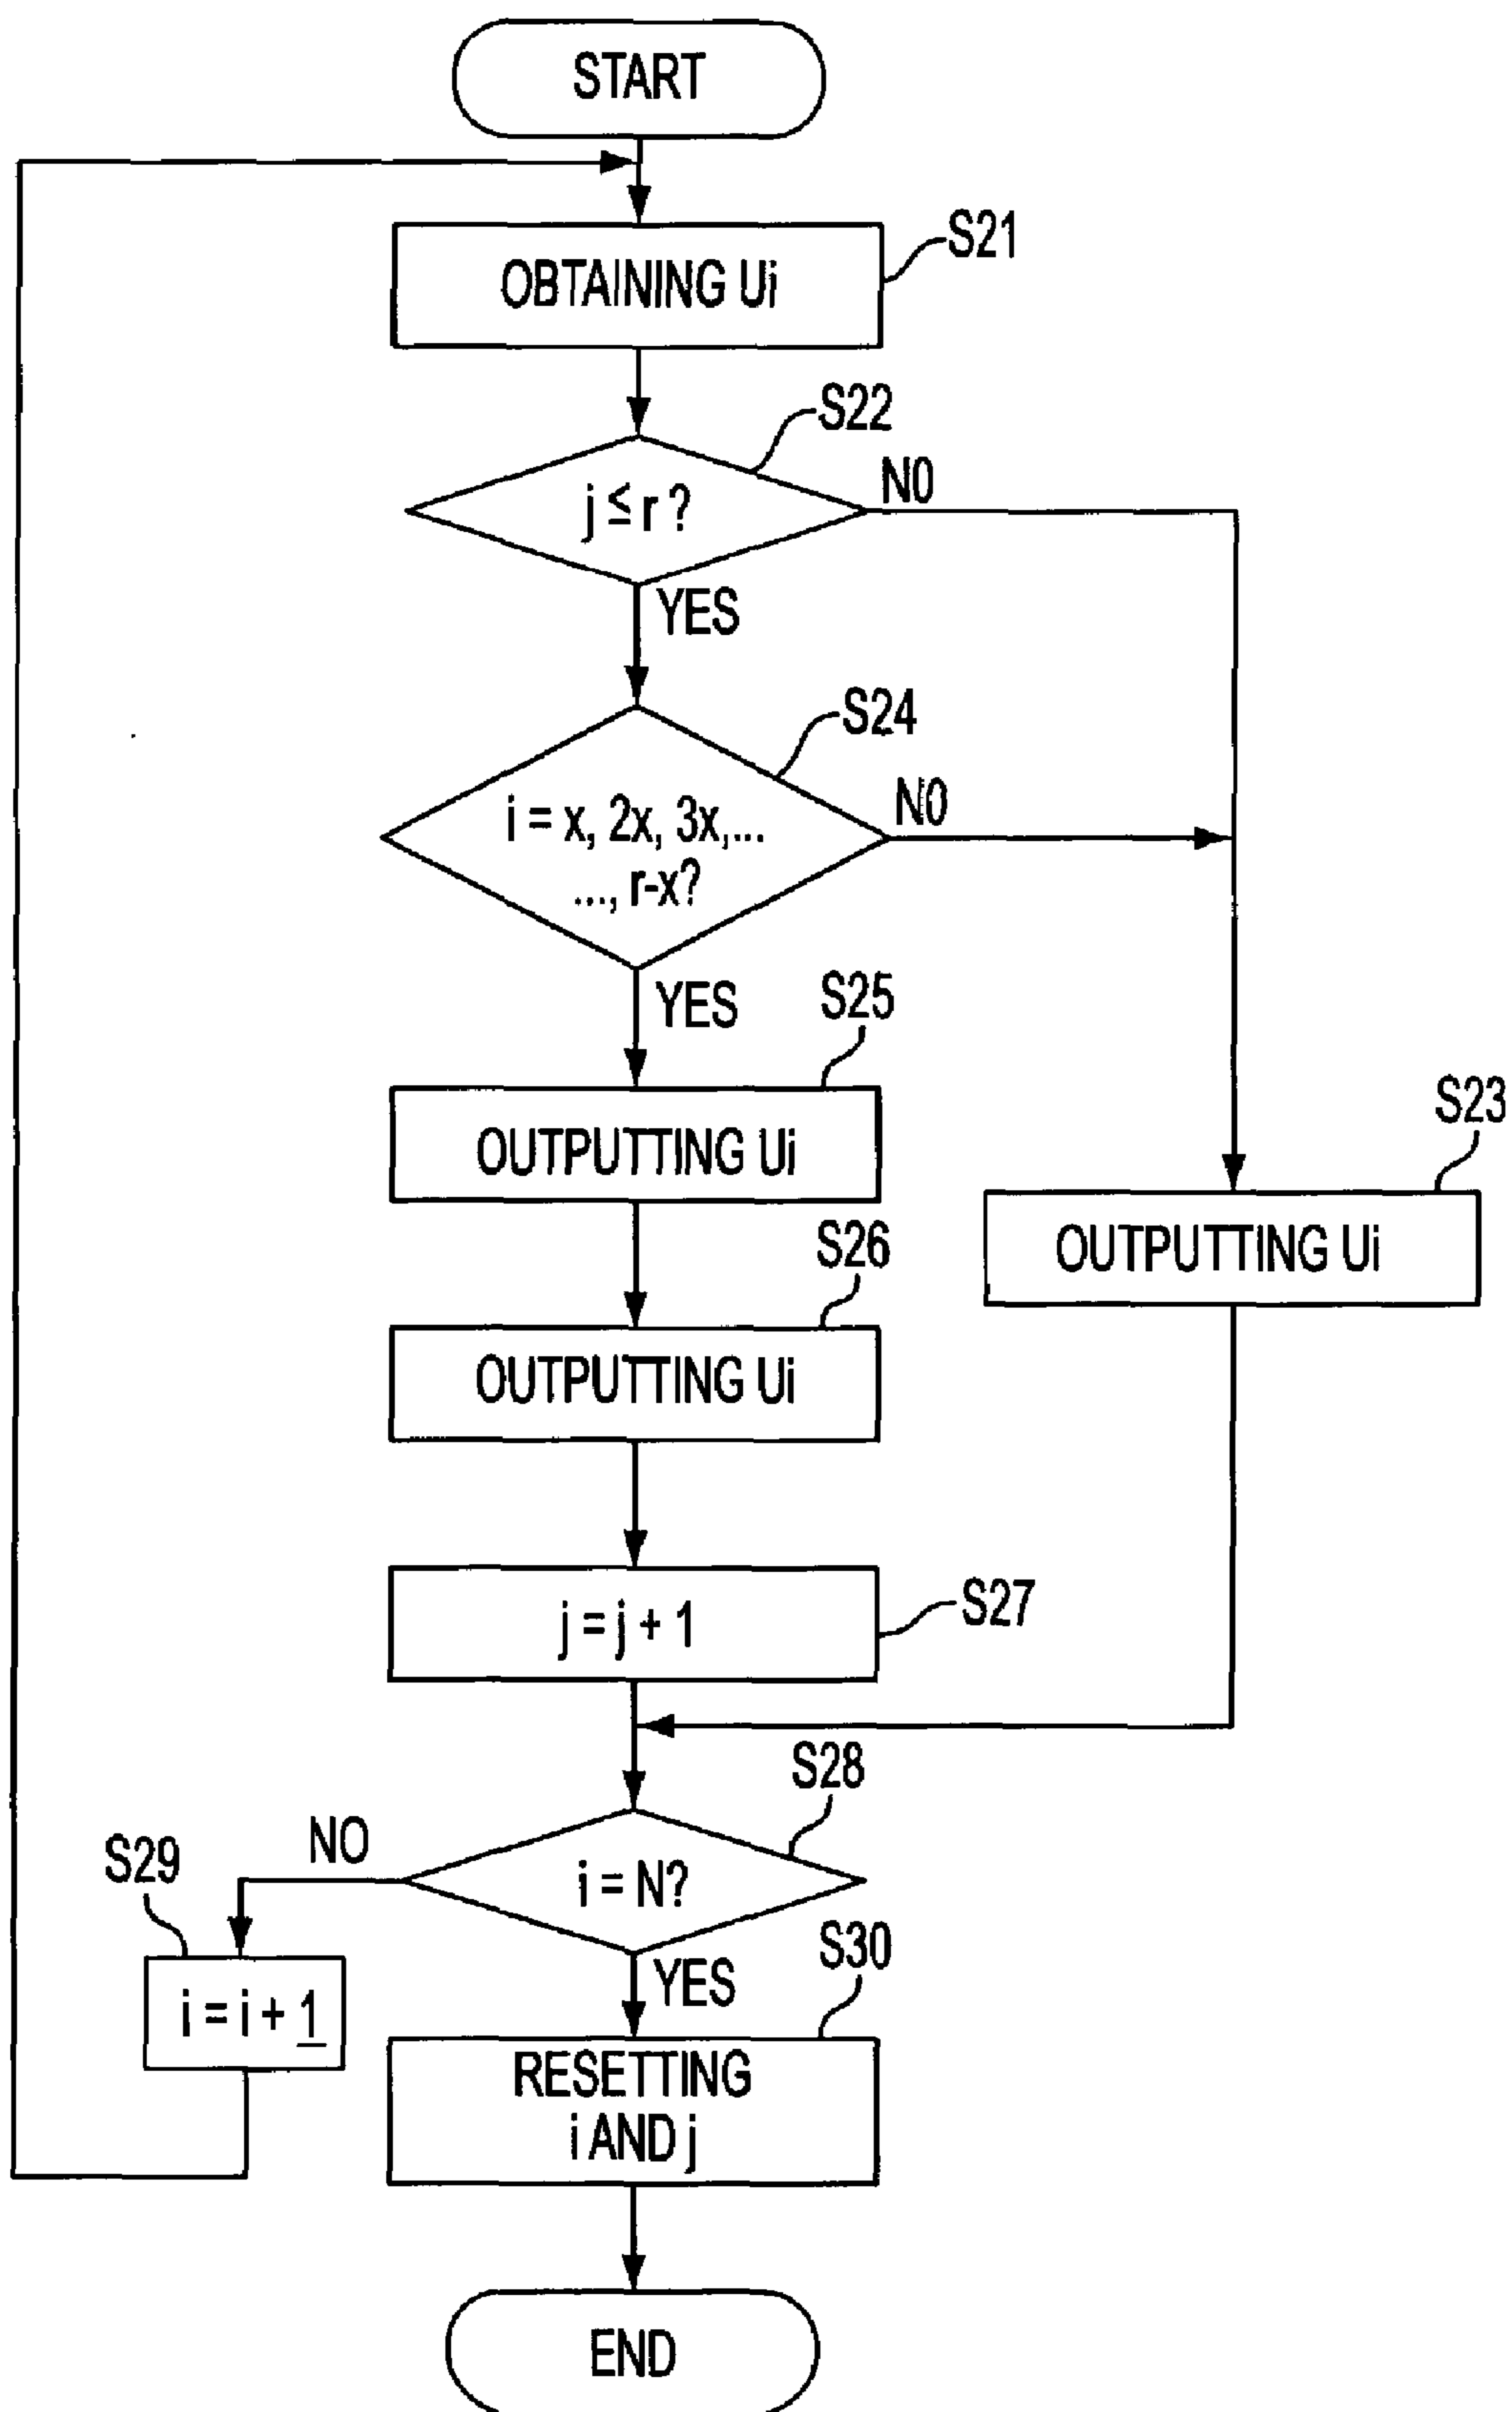 START
OBTAINING Ui
S21
S22
j ≤ r ?
NO
YES
S24
i = x, 2x, 3x,...
..., r-x?
NO
YES
S25
OUTPUTTING Ui
S23
OUTPUTTING Ui
S26
OUTPUTTING Ui
j = j + 1
S27
S28
i = N?
NO
S29
i = i + 1
YES
S30
RESETTING
i AND j
END